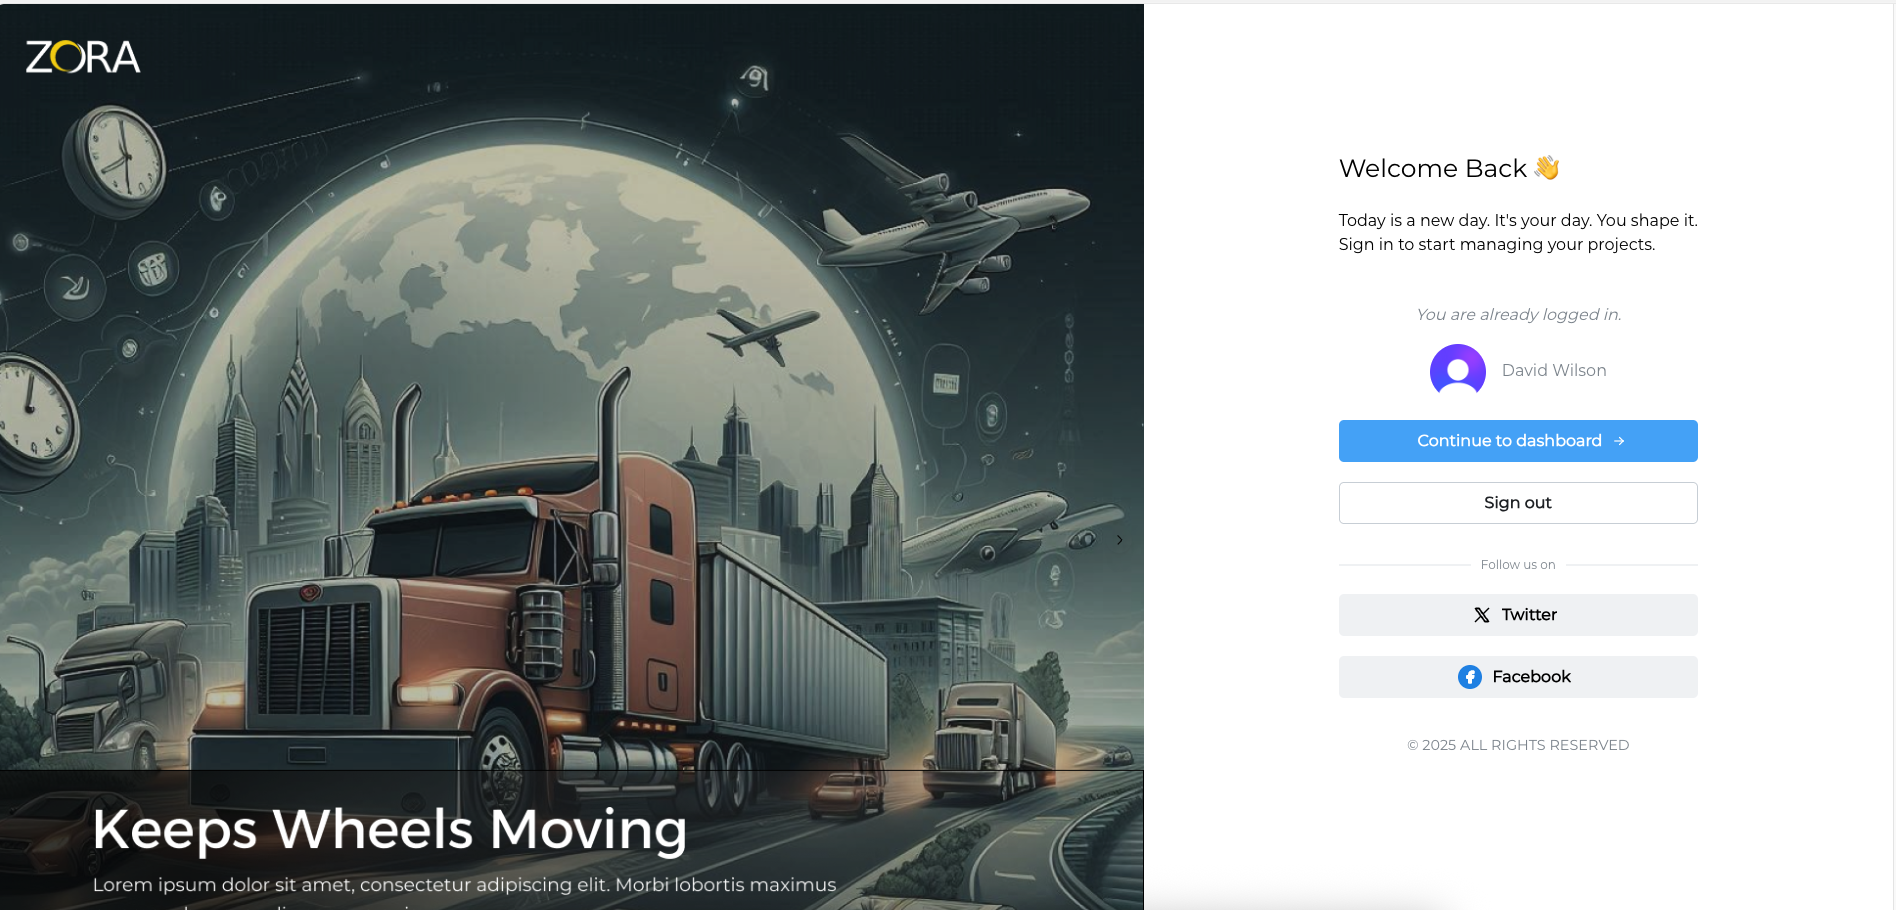 ZORA
Keeps Wheels Moving
Lorem ipsum dolor sit amet, consectetur adipiscing elit. Morbi lobortis maximus
Welcome Back 👋
Today is a new day. It's your day. You shape it.
Sign in to start managing your projects.
You are already logged in.
David Wilson
Continue to dashboard →
Sign out
Follow us on
Twitter
Facebook
© 2025 ALL RIGHTS RESERVED